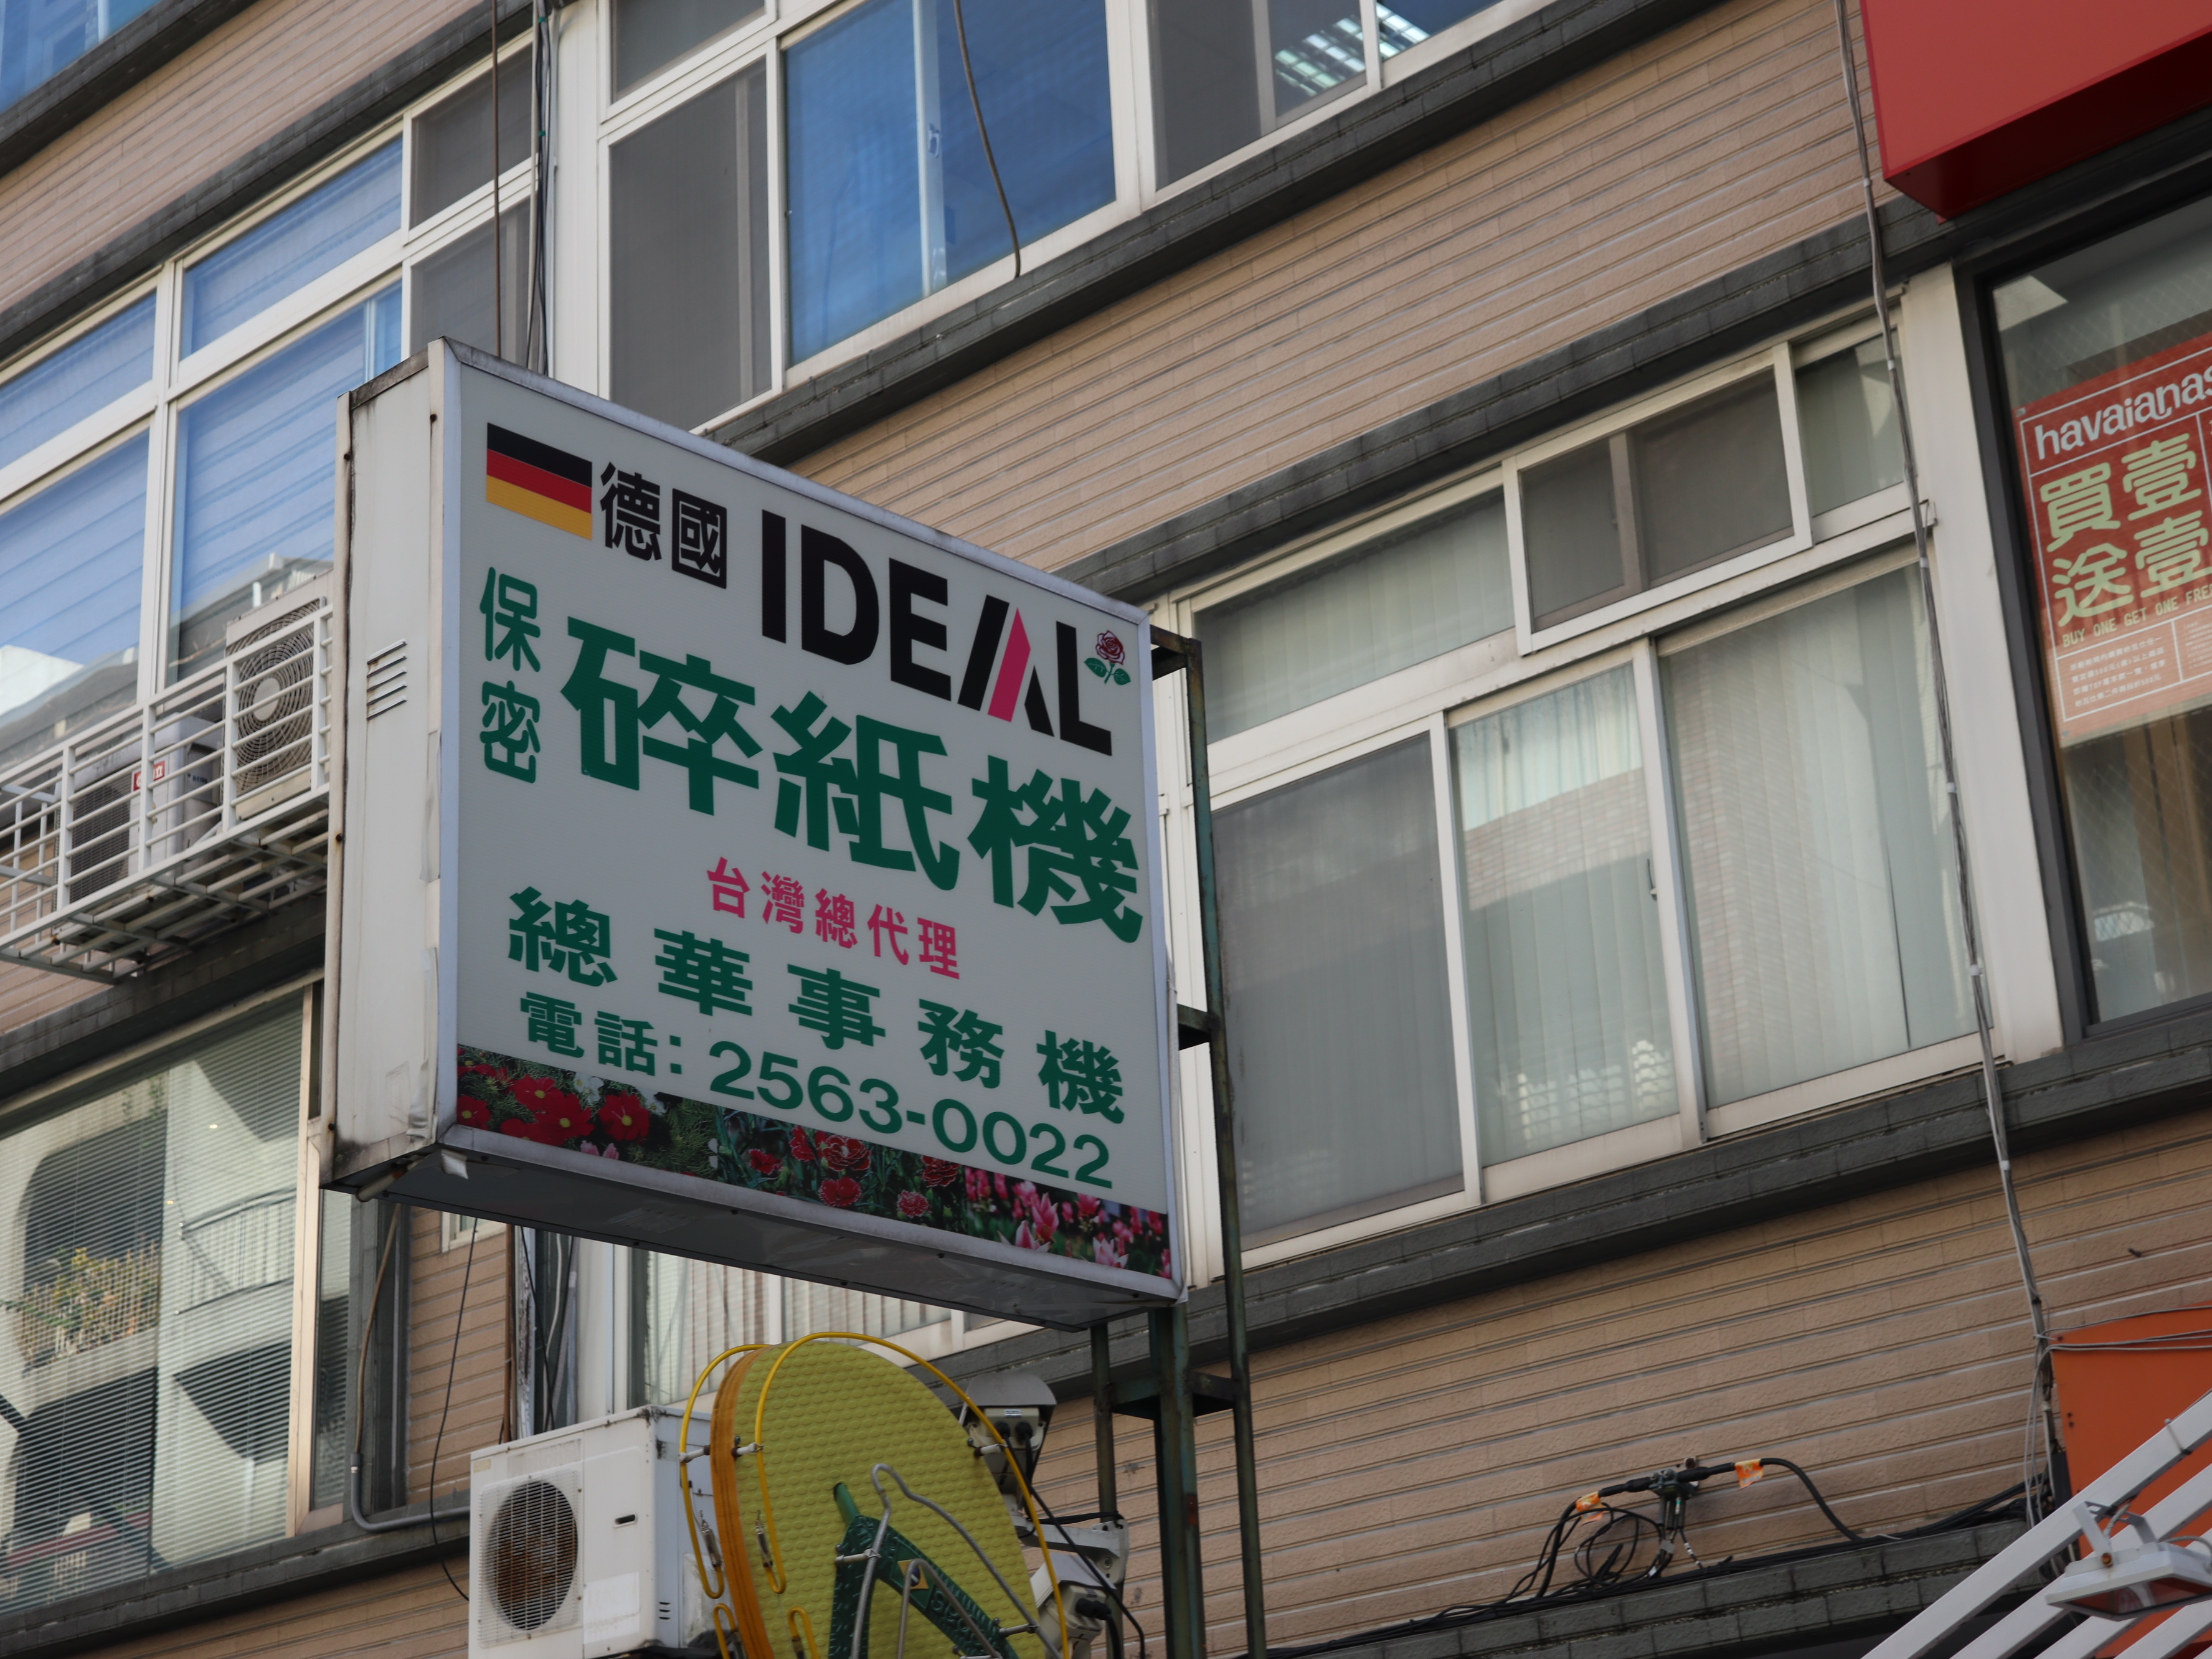 德國 IDEAL
保密
碎紙機
台灣總代理
總華事務機
電話：2563-0022
havaianas
買壹
送壹
BUY ONE GET ONE FREE